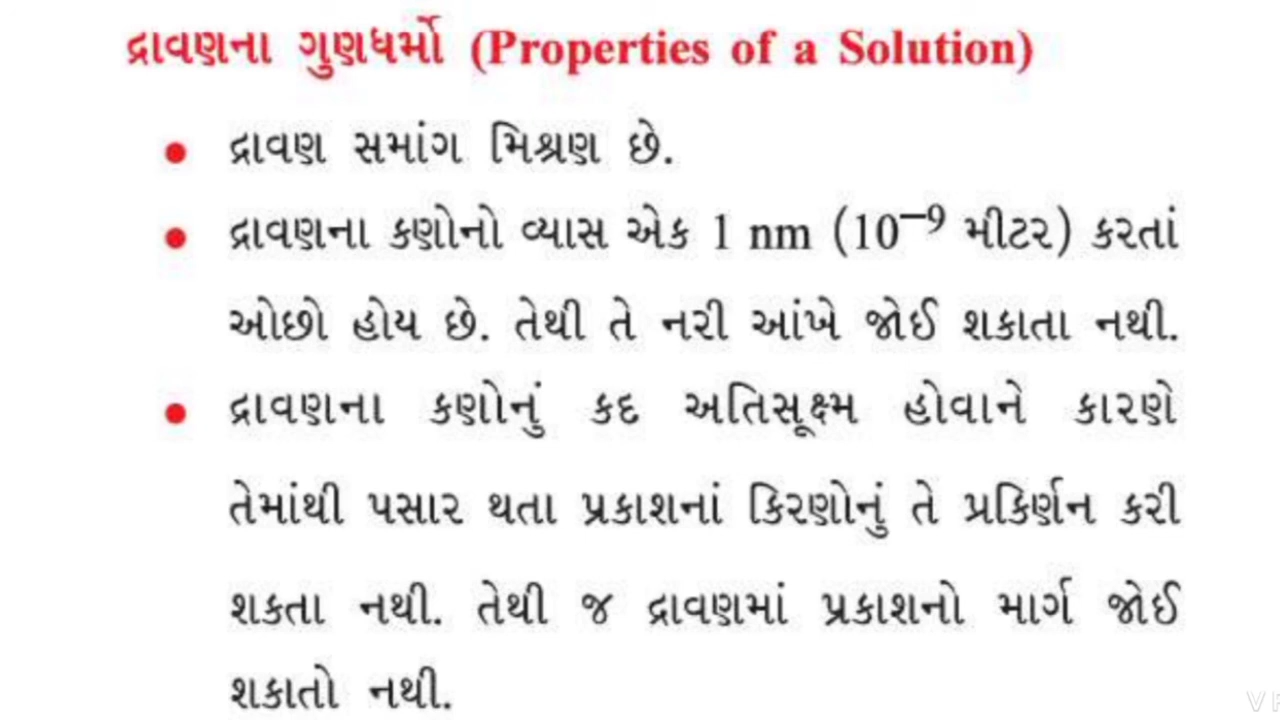 દ્રાવણના ગુણધર્મો (Properties of a Solution)
• દ્રાવણ સમાંગ મિશ્રણ છે.
• દ્રાવણના કણોનો વ્યાસ એક 1 nm (10⁻⁹ મીટર) કરતાં
ઓછો હોય છે. તેથી તે નરી આંખે જોઈ શકાતા નથી.
• દ્રાવણના કણોનું કદ અતિસૂક્ષ્મ હોવાને કારણે
તેમાંથી પસાર થતા પ્રકાશનાં કિરણોનું તે પ્રકિર્ણન કરી
શકતા નથી. તેથી જ દ્રાવણમાં પ્રકાશનો માર્ગ જોઈ
શકાતો નથી.